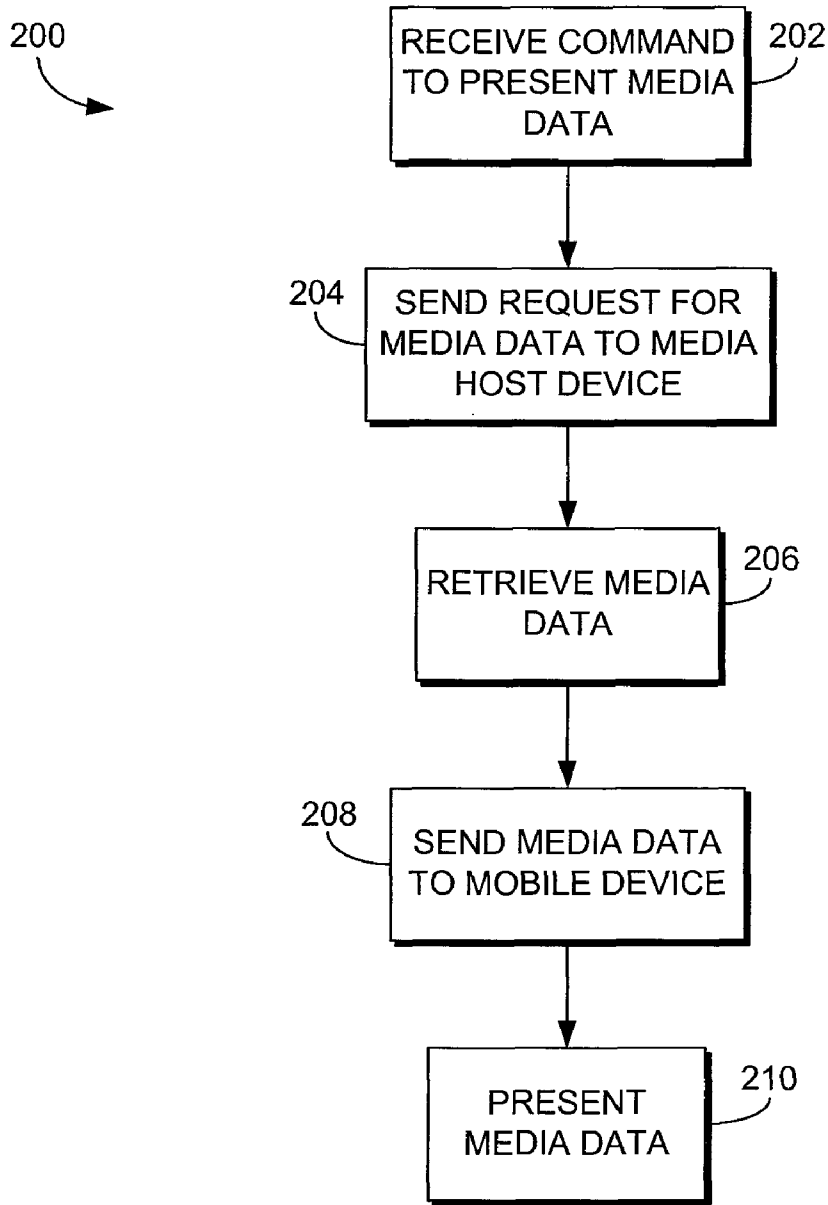 200
RECEIVE COMMAND
TO PRESENT MEDIA
DATA
202
204
SEND REQUEST FOR
MEDIA DATA TO MEDIA
HOST DEVICE
RETRIEVE MEDIA
DATA
206
208
SEND MEDIA DATA
TO MOBILE DEVICE
PRESENT
MEDIA DATA
210